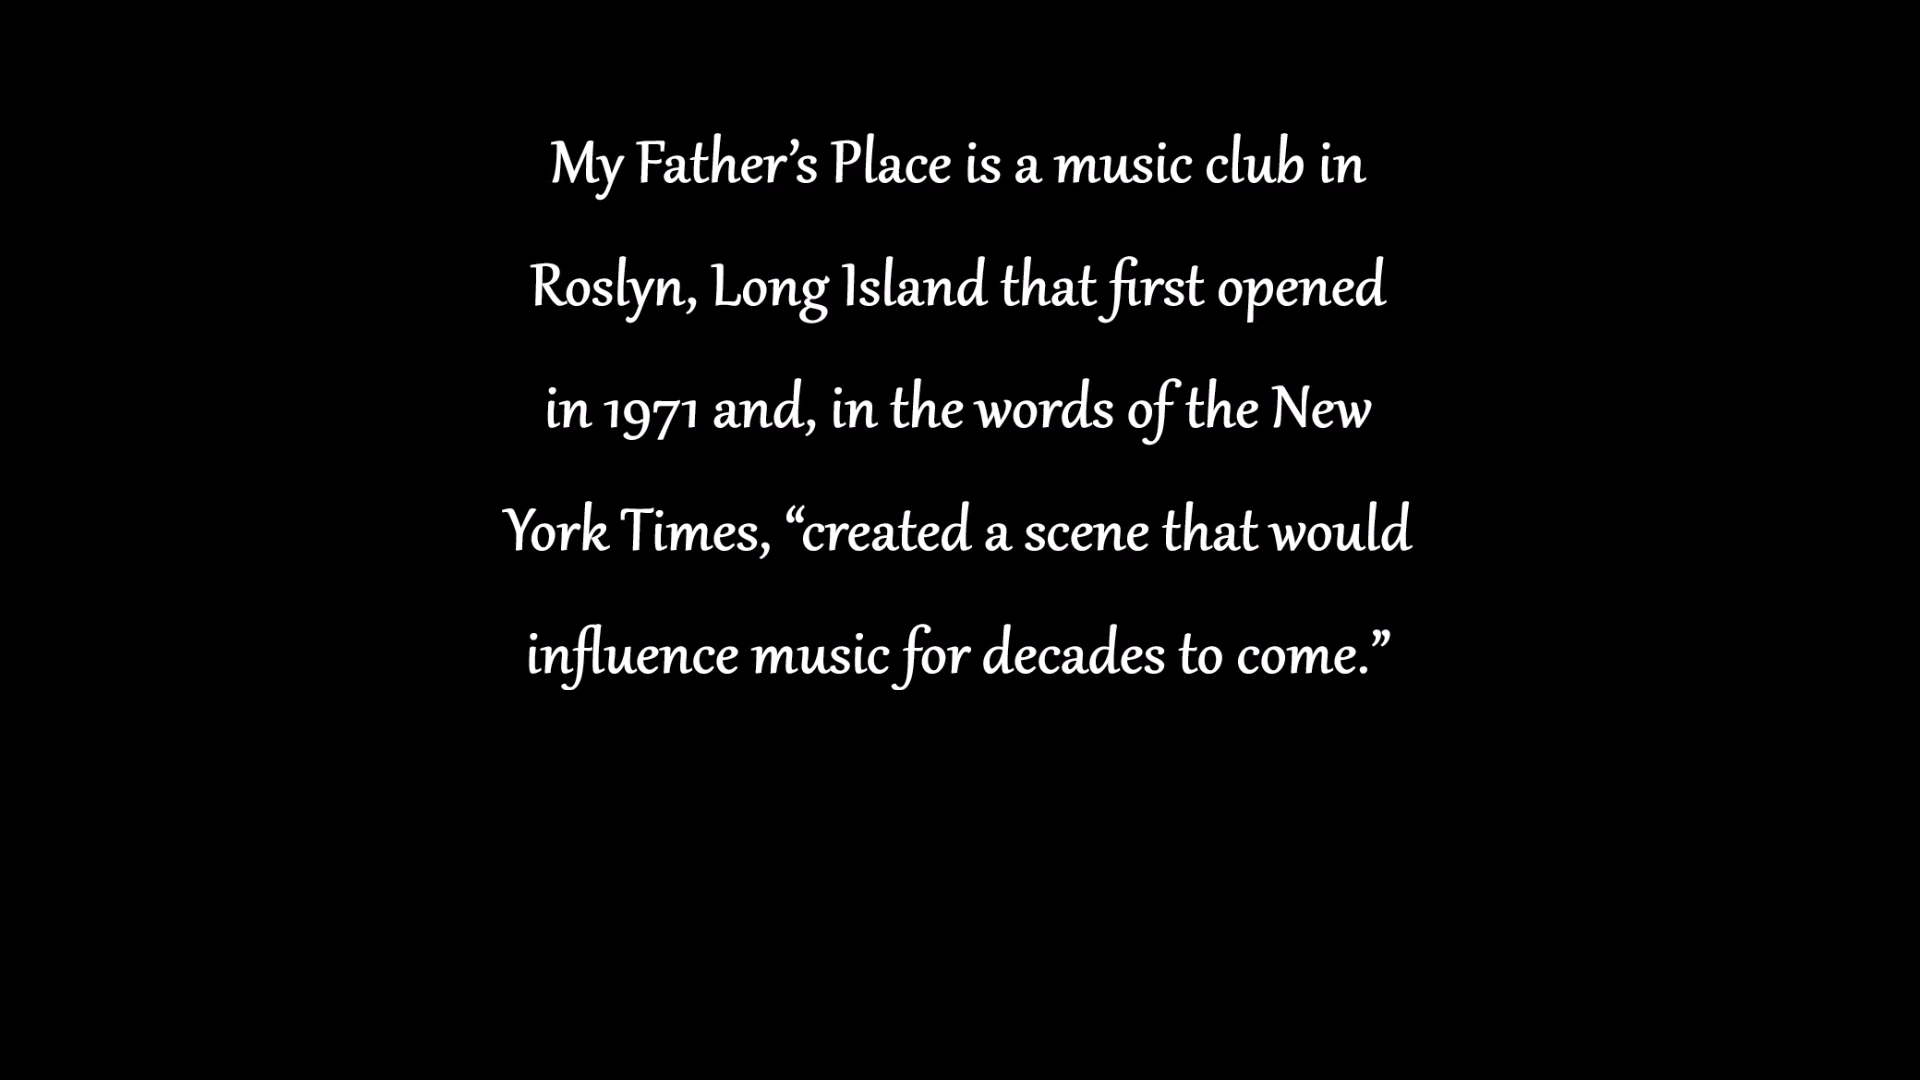 My Father’s Place is a music club in
Roslyn, Long Island that first opened
in 1971 and, in the words of the New
York Times, “created a scene that would
influence music for decades to come.”